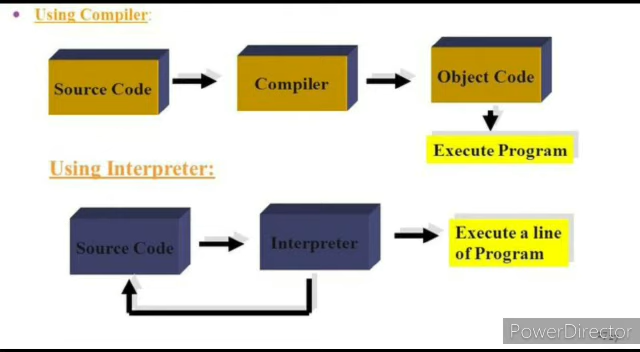 • Using Compiler:
Source Code
Compiler
Object Code
Execute Program
Using Interpreter:
Source Code
Interpreter
Execute a line
of Program
PowerDirector